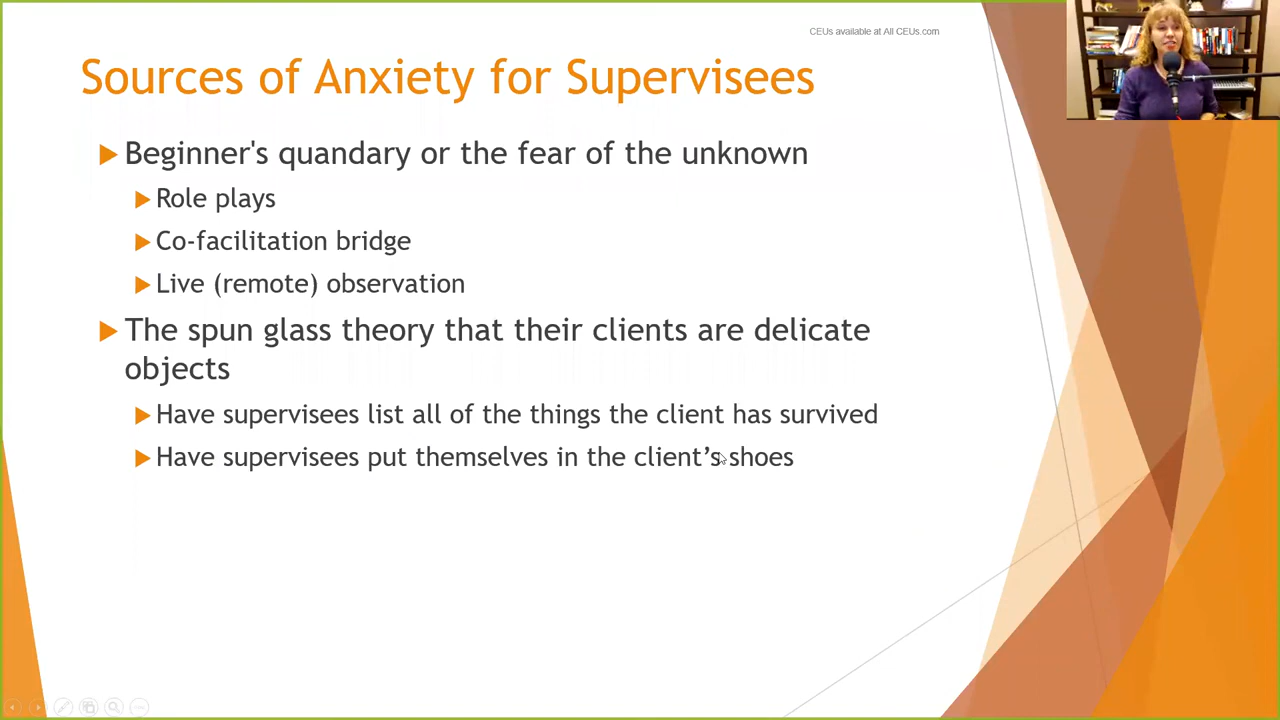 CEUs available at All CEUs.com
Sources of Anxiety for Supervisees
Beginner's quandary or the fear of the unknown
Role plays
Co-facilitation bridge
Live (remote) observation
The spun glass theory that their clients are delicate
objects
Have supervisees list all of the things the client has survived
Have supervisees put themselves in the client’s shoes